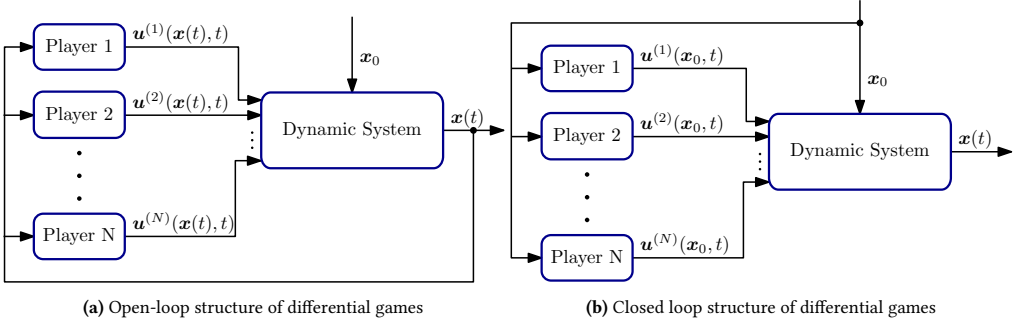 Player 1
u^{(1)}(x(t), t)
Player 2
u^{(2)}(x(t), t)
Player N
u^{(N)}(x(t), t)
x_0
Dynamic System
x(t)
(a) Open-loop structure of differential games
Player 1
u^{(1)}(x_0, t)
Player 2
u^{(2)}(x_0, t)
Player N
u^{(N)}(x_0, t)
x_0
Dynamic System
x(t)
(b) Closed loop structure of differential games